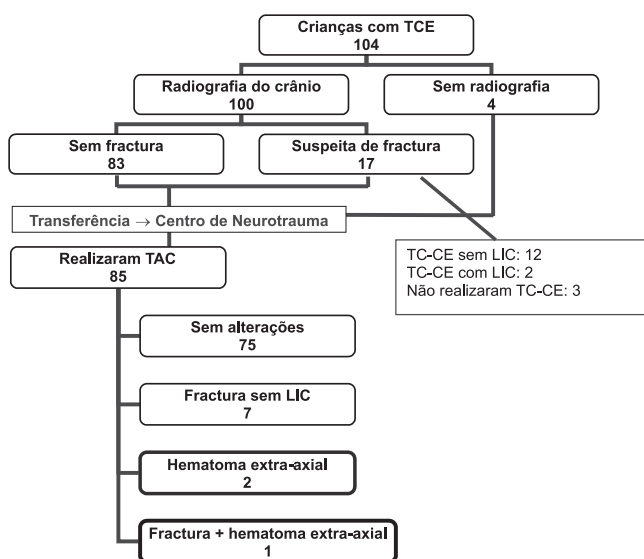 Crianças com TCE
104
Radiografia do crânio
100
Sem radiografia
4
Sem fractura
83
Suspeita de fractura
17
Transferência → Centro de Neurotrauma
Realizaram TAC
85
TC-CE sem LIC: 12
TC-CE com LIC: 2
Não realizaram TC-CE: 3
Sem alterações
75
Fractura sem LIC
7
Hematoma extra-axial
2
Fractura + hematoma extra-axial
1